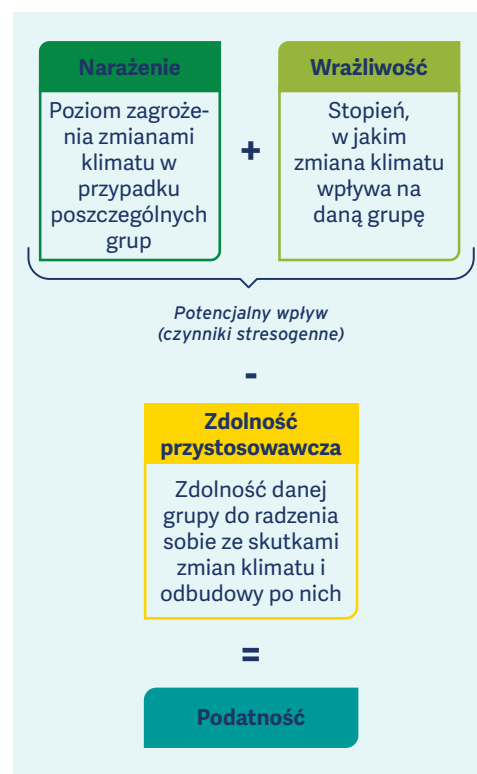 Narażenie
Poziom zagroże-
nia zmianami
klimatu w
przypadku
poszczególnych
grup
+
Wrażliwość
Stopień,
w jakim
zmiana klimatu
wpływa na
daną grupę
Potencjalny wpływ
(czynniki stresogenne)
-
Zdolność
przystosowawcza
Zdolność danej
grupy do radzenia
sobie ze skutkami
zmian klimatu i
odbudowy po nich
=
Podatność